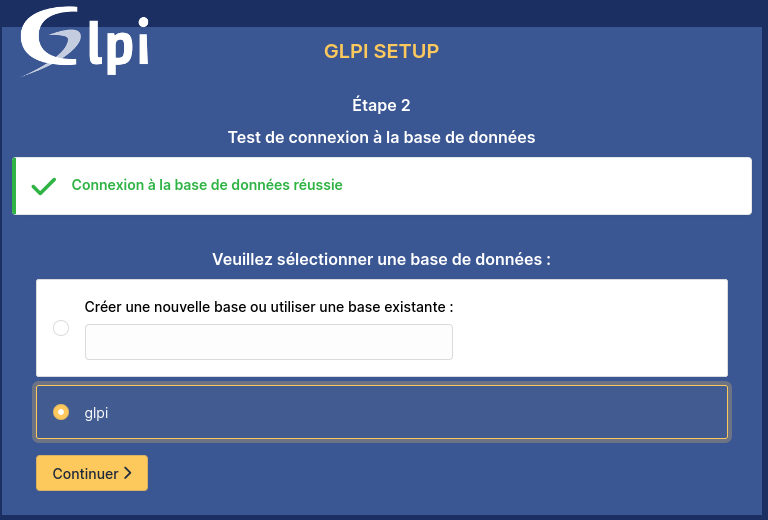 Glpi
GLPI SETUP
Étape 2
Test de connexion à la base de données
Connexion à la base de données réussie
Veuillez sélectionner une base de données :
Créer une nouvelle base ou utiliser une base existante :
glpi
Continuer